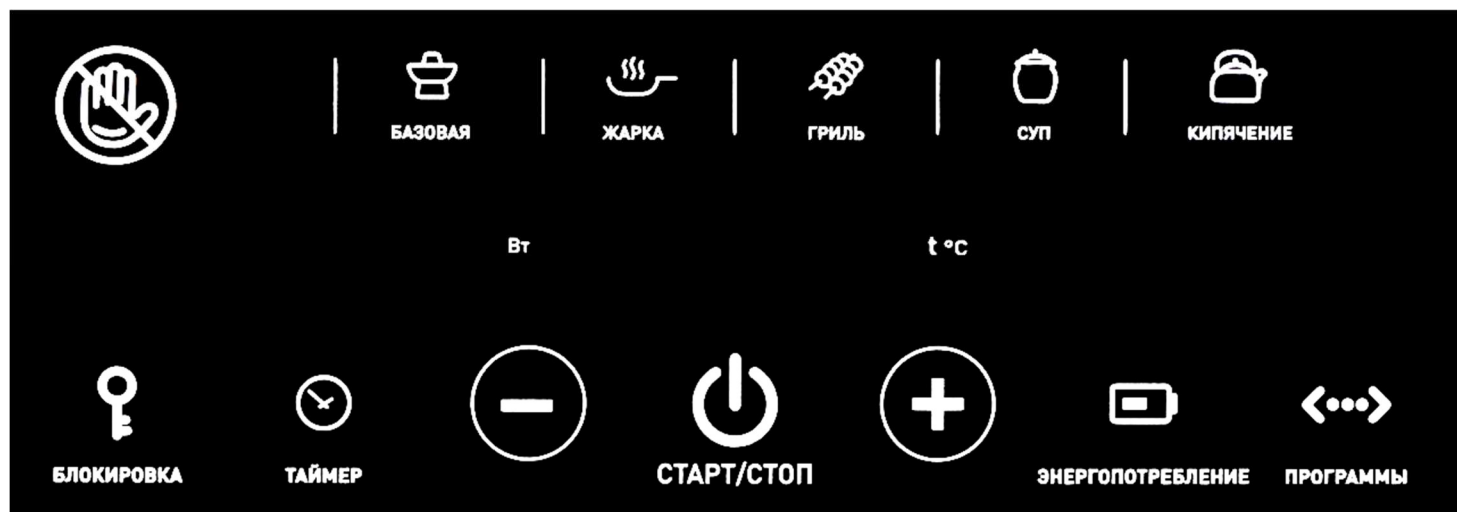 БАЗОВАЯ
ЖАРКА
ГРИЛЬ
СУП
КИПЯЧЕНИЕ
Вт
t °C
БЛОКИРОВКА
ТАЙМЕР
СТАРТ/СТОП
ЭНЕРГОПОТРЕБЛЕНИЕ
ПРОГРАММЫ